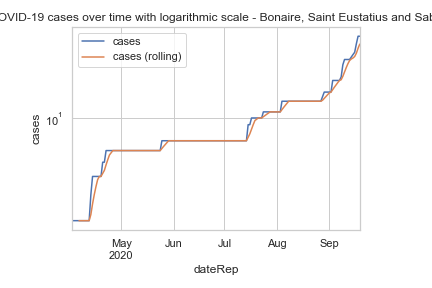 OVID-19 cases over time with logarithmic scale - Bonaire, Saint Eustatius and Sab
cases
cases (rolling)
cases
10¹
May
2020
Jun
Jul
Aug
Sep
dateRep